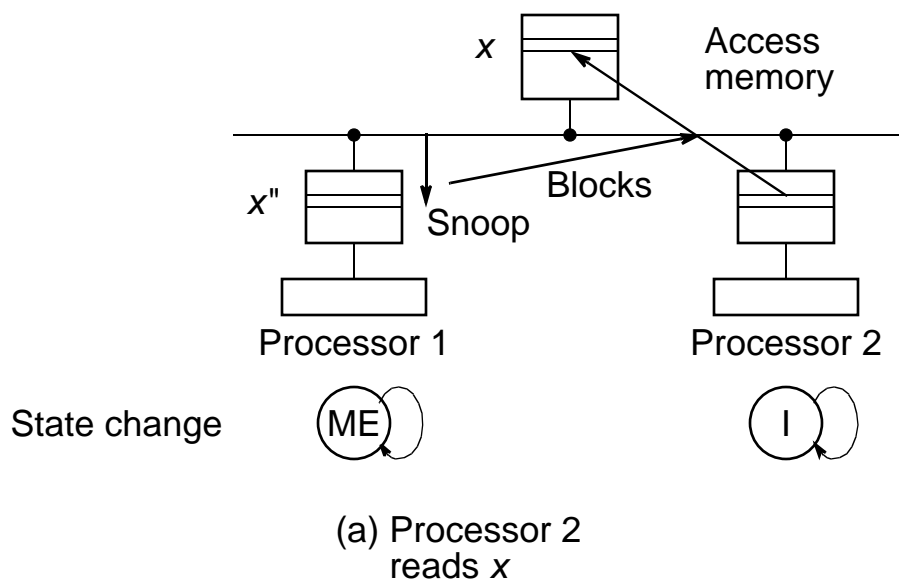 x
Access
memory
x"
Blocks
Snoop
Processor 1
Processor 2
State change
ME
I
(a) Processor 2
reads x